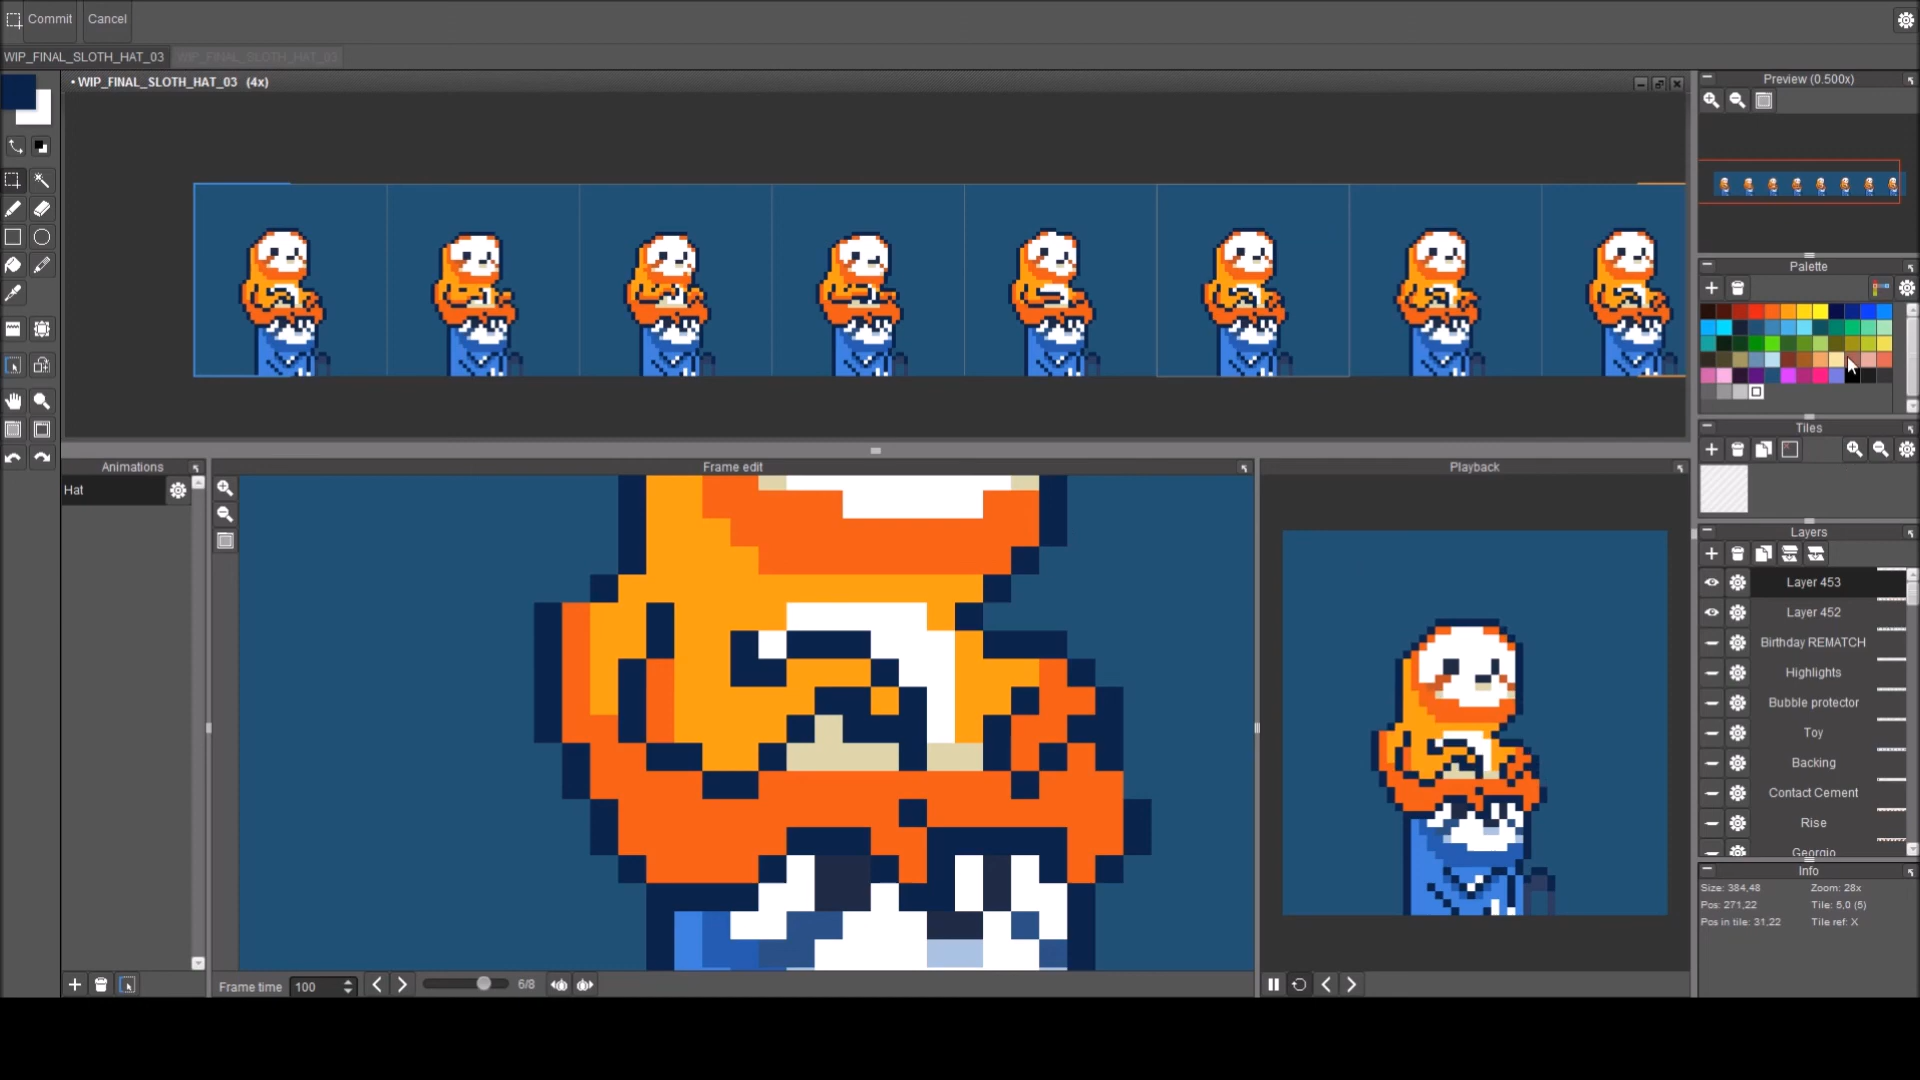 Commit
Cancel
WIP_FINAL_SLOTH_HAT_03
WIP_FINAL_SLOTH_HAT_03
• WIP_FINAL_SLOTH_HAT_03 (4x)
Preview (0.500x)
Palette
Tiles
Animations
Frame edit
Playback
Hat
Layers
Layer 453
Layer 452
Birthday REMATCH
Highlights
Bubble protector
Toy
Backing
Contact Cement
Rise
Georgio
Info
Size: 384,48
Zoom: 28x
Pos: 271,22
Tile: 5,0 (5)
Pos in tile: 31,22
Tile ref: X
Frame time
100
6/8